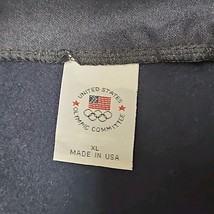 UNITED STATES
OLYMPIC COMMITTEE
XL
MADE IN USA